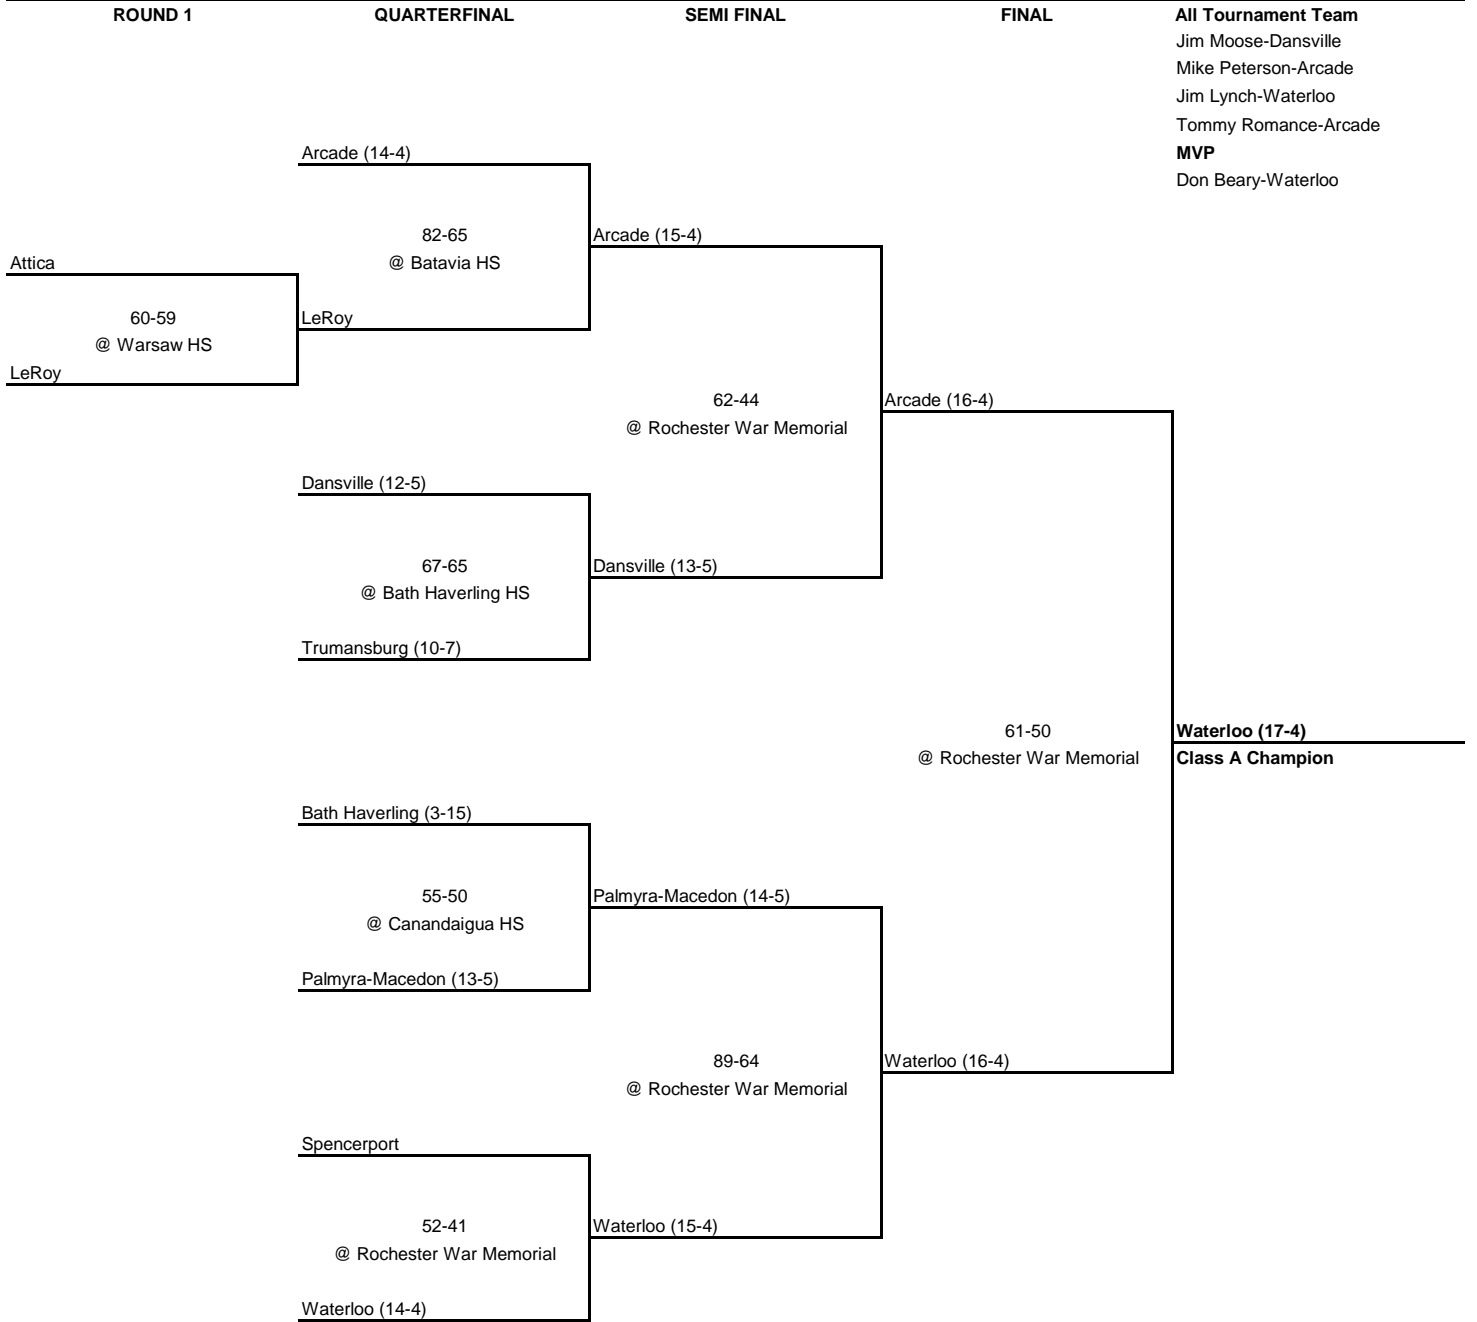 ROUND 1 QUARTERFINAL SEMI FINAL FINAL All Tournament Team
Jim Moose-Dansville
Mike Peterson-Arcade
Jim Lynch-Waterloo
Tommy Romance-Arcade
Arcade (14-4) MVP
Don Beary-Waterloo
82-65 Arcade (15-4)
Attica @ Batavia HS
60-59 LeRoy
@ Warsaw HS
LeRoy
62-44 Arcade (16-4)
@ Rochester War Memorial
Dansville (12-5)
67-65 Dansville (13-5)
@ Bath Haverling HS
Trumansburg (10-7)
61-50 Waterloo (17-4)
@ Rochester War Memorial Class A Champion
Bath Haverling (3-15)
55-50 Palmyra-Macedon (14-5)
@ Canandaigua HS
Palmyra-Macedon (13-5)
89-64 Waterloo (16-4)
@ Rochester War Memorial
Spencerport
52-41 Waterloo (15-4)
@ Rochester War Memorial
Waterloo (14-4)